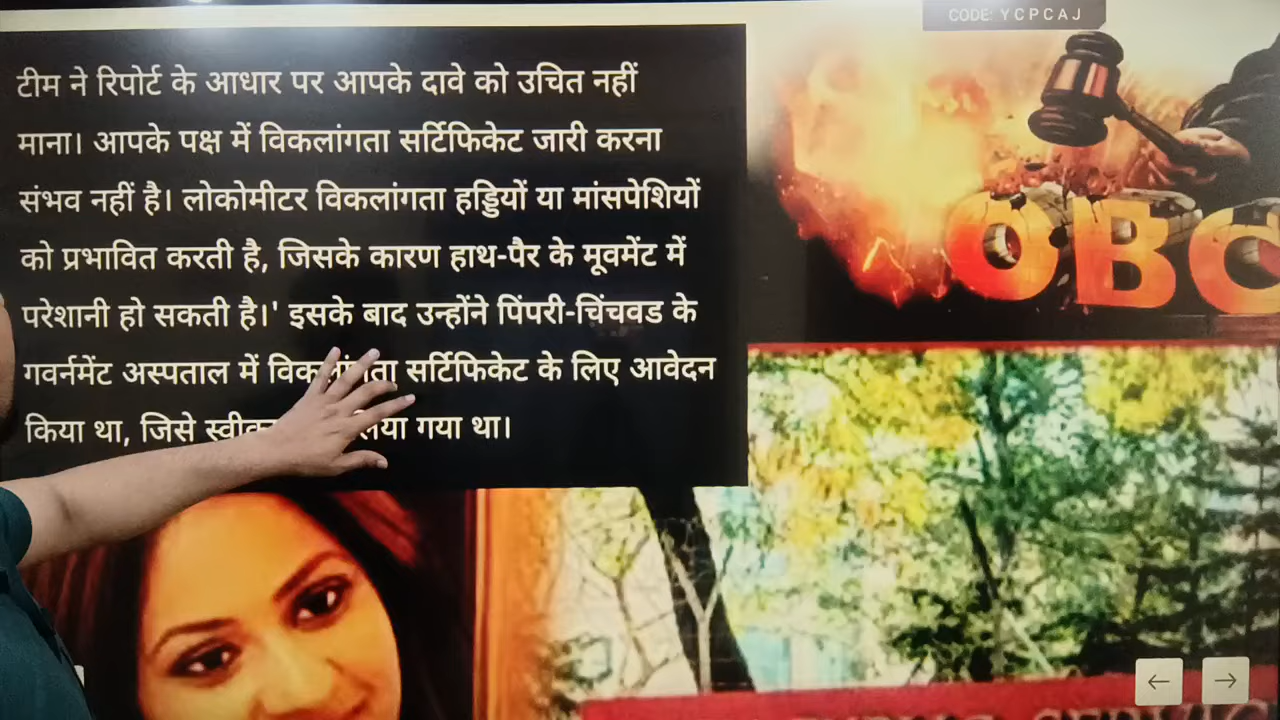 CODE: Y C P C A J
टीम ने रिपोर्ट के आधार पर आपके दावे को उचित नहीं
माना। आपके पक्ष में विकलांगता सर्टिफिकेट जारी करना
संभव नहीं है। लोकोमीटर विकलांगता हड्डियों या मांसपेशियों
को प्रभावित करती है, जिसके कारण हाथ-पैर के मूवमेंट में
परेशानी हो सकती है।' इसके बाद उन्होंने पिंपरी-चिंचवड के
गवर्नमेंट अस्पताल में सर्टिफिकेट के लिए आवेदन
किया था, जिसे गया था।
OBC